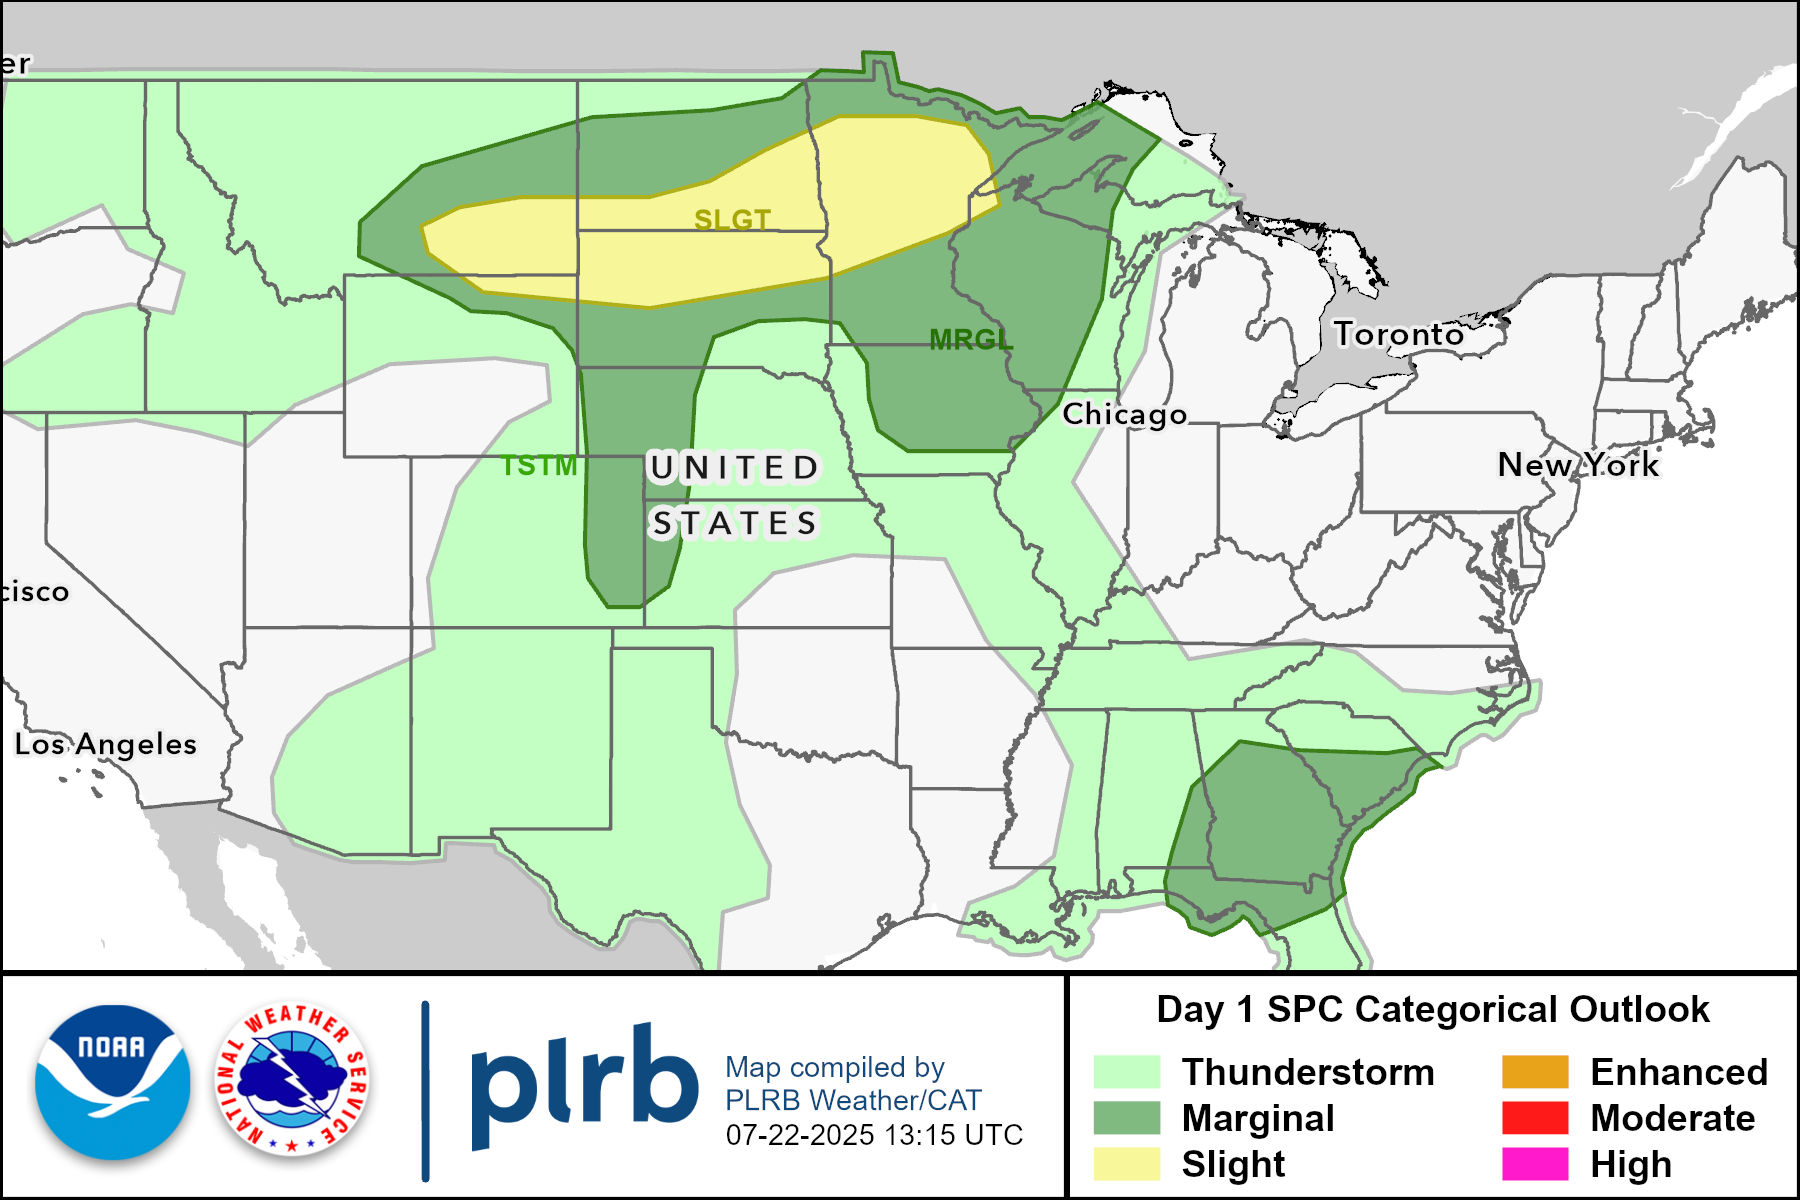 er
SLGT
MRGL
Toronto
Chicago
TSTM
UNITED
STATES
New York
cisco
Los Angeles
NOAA
NATIONAL WEATHER SERVICE
plrb
Map compiled by
PLRB Weather/CAT
07-22-2025 13:15 UTC
Day 1 SPC Categorical Outlook
Thunderstorm
Marginal
Slight
Enhanced
Moderate
High